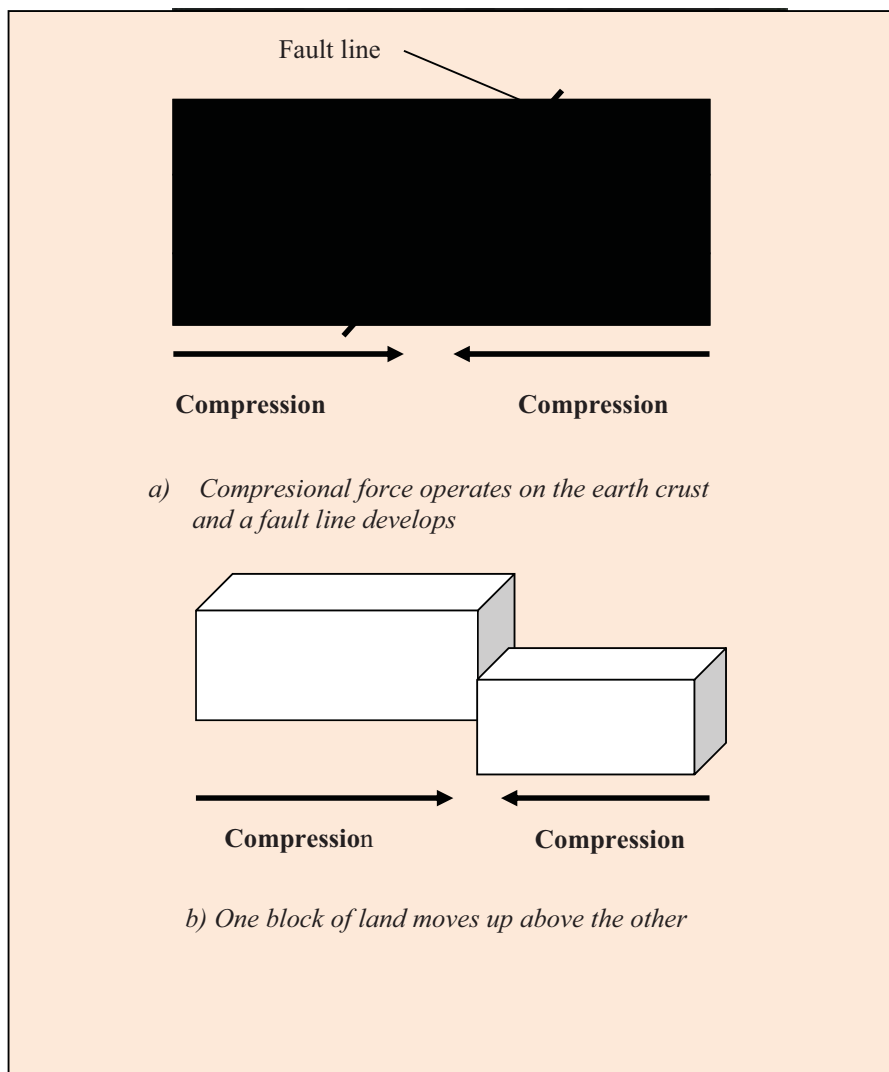 Fault line
Compression Compression
a) Compresional force operates on the earth crust
and a fault line develops
Compression Compression
b) One block of land moves up above the other